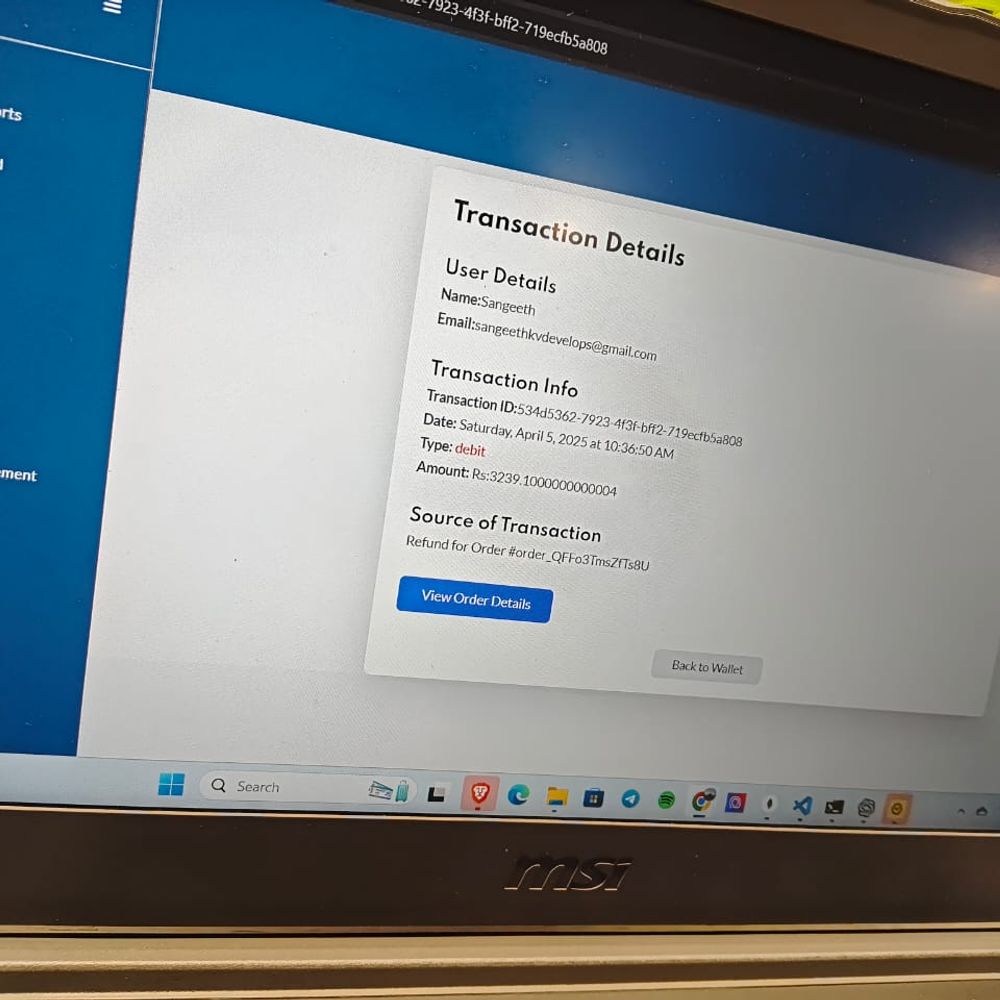 -7923-4f3f-bff2-719ecfb5a808
Transaction Details
User Details
Name:Sangeeth
Email:sangeethkvdevelops@gmail.com
Transaction Info
Transaction ID:534d5362-7923-4f3f-bff2-719ecfb5a808
Date: Saturday, April 5, 2025 at 10:36:50 AM
Type: debit
Amount: Rs:3239.1000000000004
Source of Transaction
Refund for Order #order_QFFo3TmsZfTs8U
View Order Details
Back to Wallet
rts
ement
Search
msi